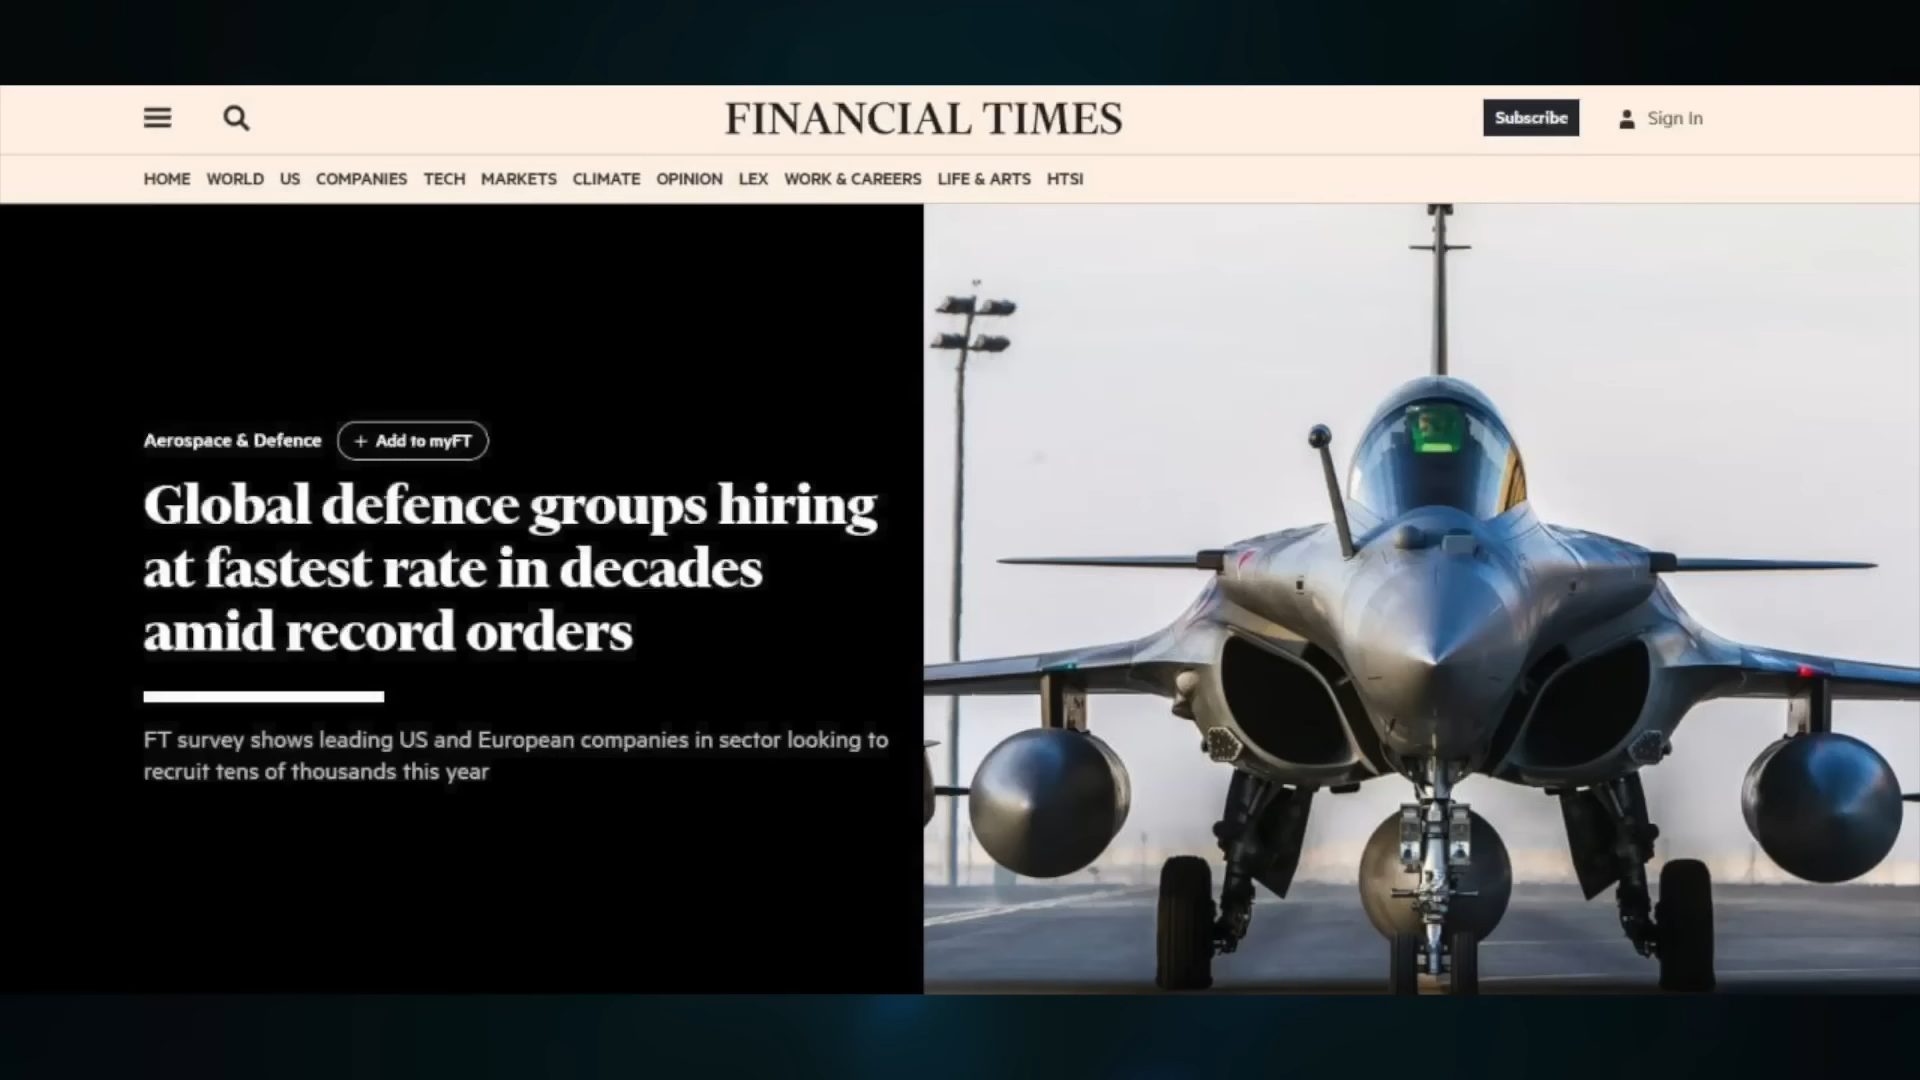 FINANCIAL TIMES
Subscribe
Sign In
HOME WORLD US COMPANIES TECH MARKETS CLIMATE OPINION LEX WORK & CAREERS LIFE & ARTS HTSI
Aerospace & Defence + Add to myFT
Global defence groups hiring
at fastest rate in decades
amid record orders
FT survey shows leading US and European companies in sector looking to
recruit tens of thousands this year